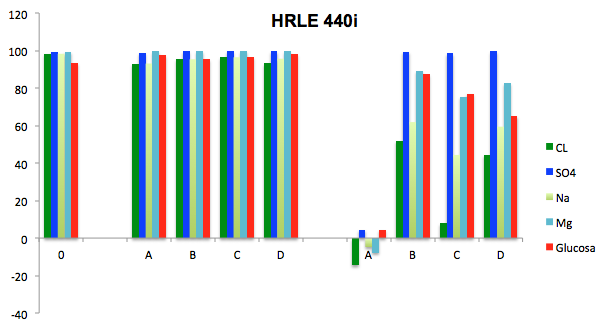 HRLE 440i
120
100
80
60
40
20
0
-20
-40
0 A B C D A B C D
CL
SO4
Na
Mg
Glucosa